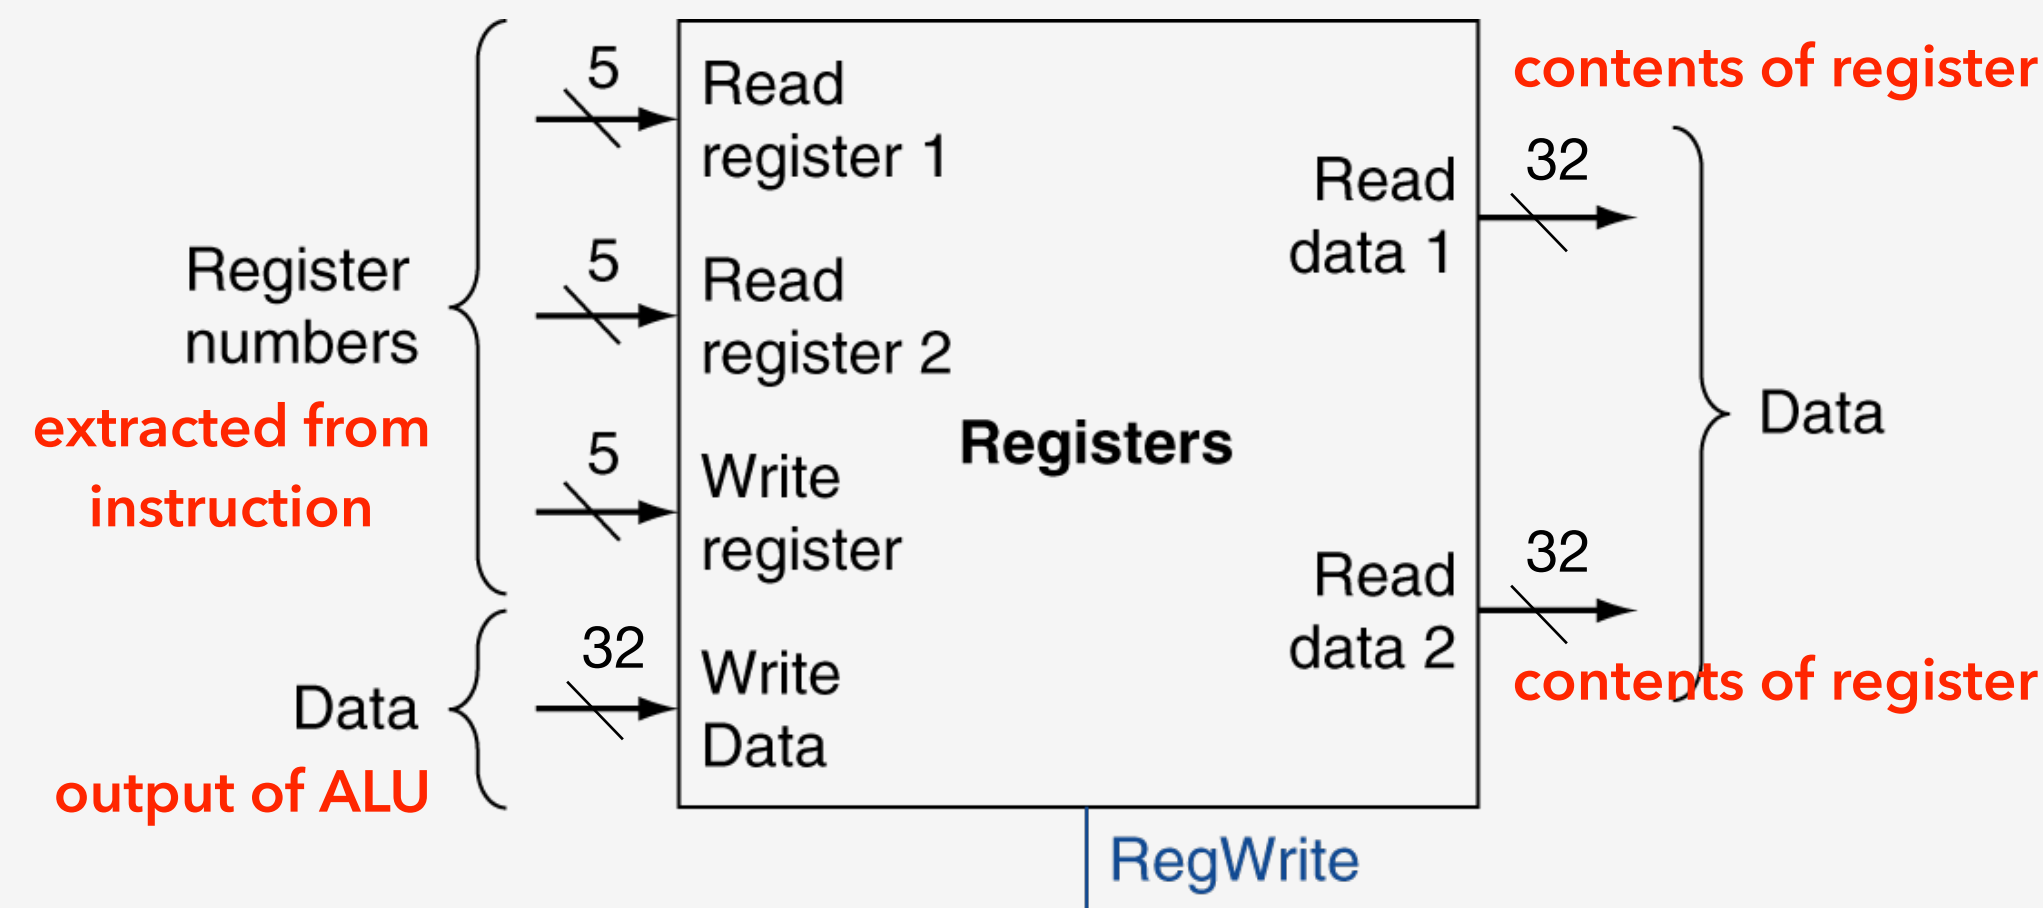 Register
numbers
extracted from
instruction
Data
output of ALU
5
5
5
32
Read
register 1
Read
register 2
Write
register
Write
Data
Registers
Read
data 1
Read
data 2
RegWrite
contents of register
32
32
contents of register
Data